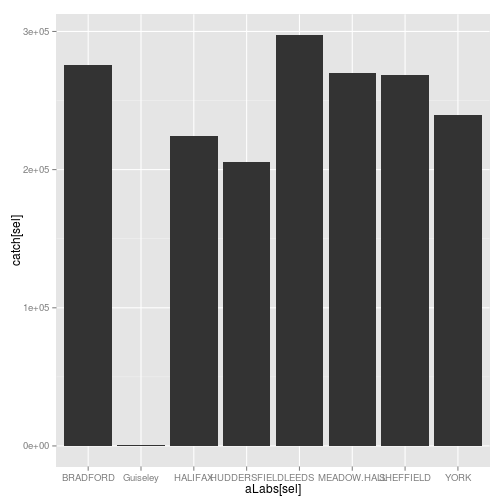 3e+05
2e+05
1e+05
0e+00
catch[sel]
BRADFORD Guiseley HALIFAX HUDDERSFIELD LEEDS MEADOW.HALL SHEFFIELD YORK
aLabs[sel]